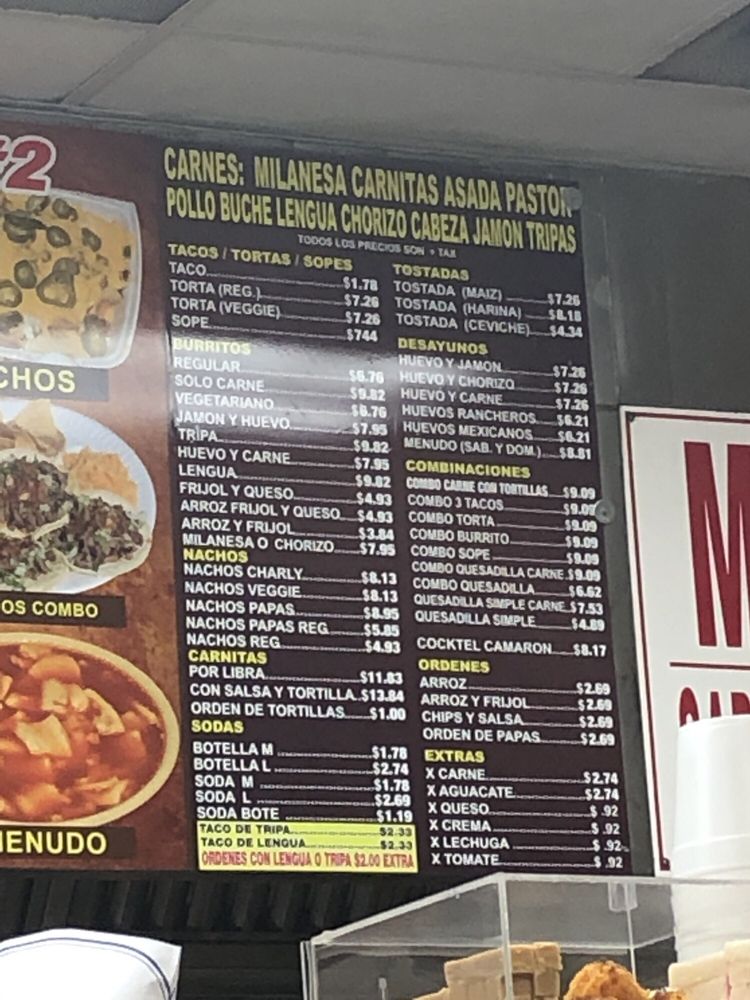 #2
CHOS
OS COMBO
MENUDO
CARNES: MILANESA CARNITAS ASADA PASTOR
POLLO BUCHE LENGUA CHORIZO CABEZA JAMON TRIPAS
TODOS LOS PRECIOS SON + TAX
TACOS / TORTAS / SOPES
TACO $1.78
TORTA (REG.) $7.26
TORTA (VEGGIE) $7.26
SOPE $744
BURRITOS
REGULAR $6.76
SOLO CARNE $9.82
VEGETARIANO $6.76
JAMON Y HUEVO $7.95
TRIPA $9.82
HUEVO Y CARNE $7.95
LENGUA $9.82
FRIJOL Y QUESO $4.93
ARROZ FRIJOL Y QUESO $4.93
ARROZ Y FRIJOL $3.84
MILANESA O CHORIZO $7.95
NACHOS
NACHOS CHARLY $8.13
NACHOS VEGGIE $8.13
NACHOS PAPAS $8.95
NACHOS PAPAS REG $5.85
NACHOS REG $4.93
CARNITAS
POR LIBRA $11.83
CON SALSA Y TORTILLA $13.84
ORDEN DE TORTILLAS $1.00
SODAS
BOTELLA M $1.78
BOTELLA L $2.74
SODA M $1.78
SODA L $2.69
SODA BOTE $1.19
TACO DE TRIPA $2.33
TACO DE LENGUA $2.33
ORDENES CON LENGUA O TRIPA $2.00 EXTRA
TOSTADAS
TOSTADA (MAIZ) $7.26
TOSTADA (HARINA) $8.18
TOSTADA (CEVICHE) $4.34
DESAYUNOS
HUEVO Y JAMON $7.26
HUEVO Y CHORIZO $7.26
HUEVO Y CARNE $7.26
HUEVOS RANCHEROS $6.21
HUEVOS MEXICANOS $6.21
MENUDO (SAB. Y DOM.) $8.81
COMBINACIONES
COMBO CARNE CON TORTILLAS $9.09
COMBO 3 TACOS $9.09
COMBO TORTA $9.09
COMBO BURRITO $9.09
COMBO SOPE $9.09
COMBO QUESADILLA CARNE $9.09
COMBO QUESADILLA $6.62
QUESADILLA SIMPLE CARNE $7.53
QUESADILLA SIMPLE $4.89
COCKTEL CAMARON $8.17
ORDENES
ARROZ $2.69
ARROZ Y FRIJOL $2.69
CHIPS Y SALSA $2.69
ORDEN DE PAPAS $2.69
EXTRAS
X CARNE $2.74
X AGUACATE $2.74
X QUESO $ .92
X CREMA $ .92
X LECHUGA $ .92
X TOMATE $ .92
M